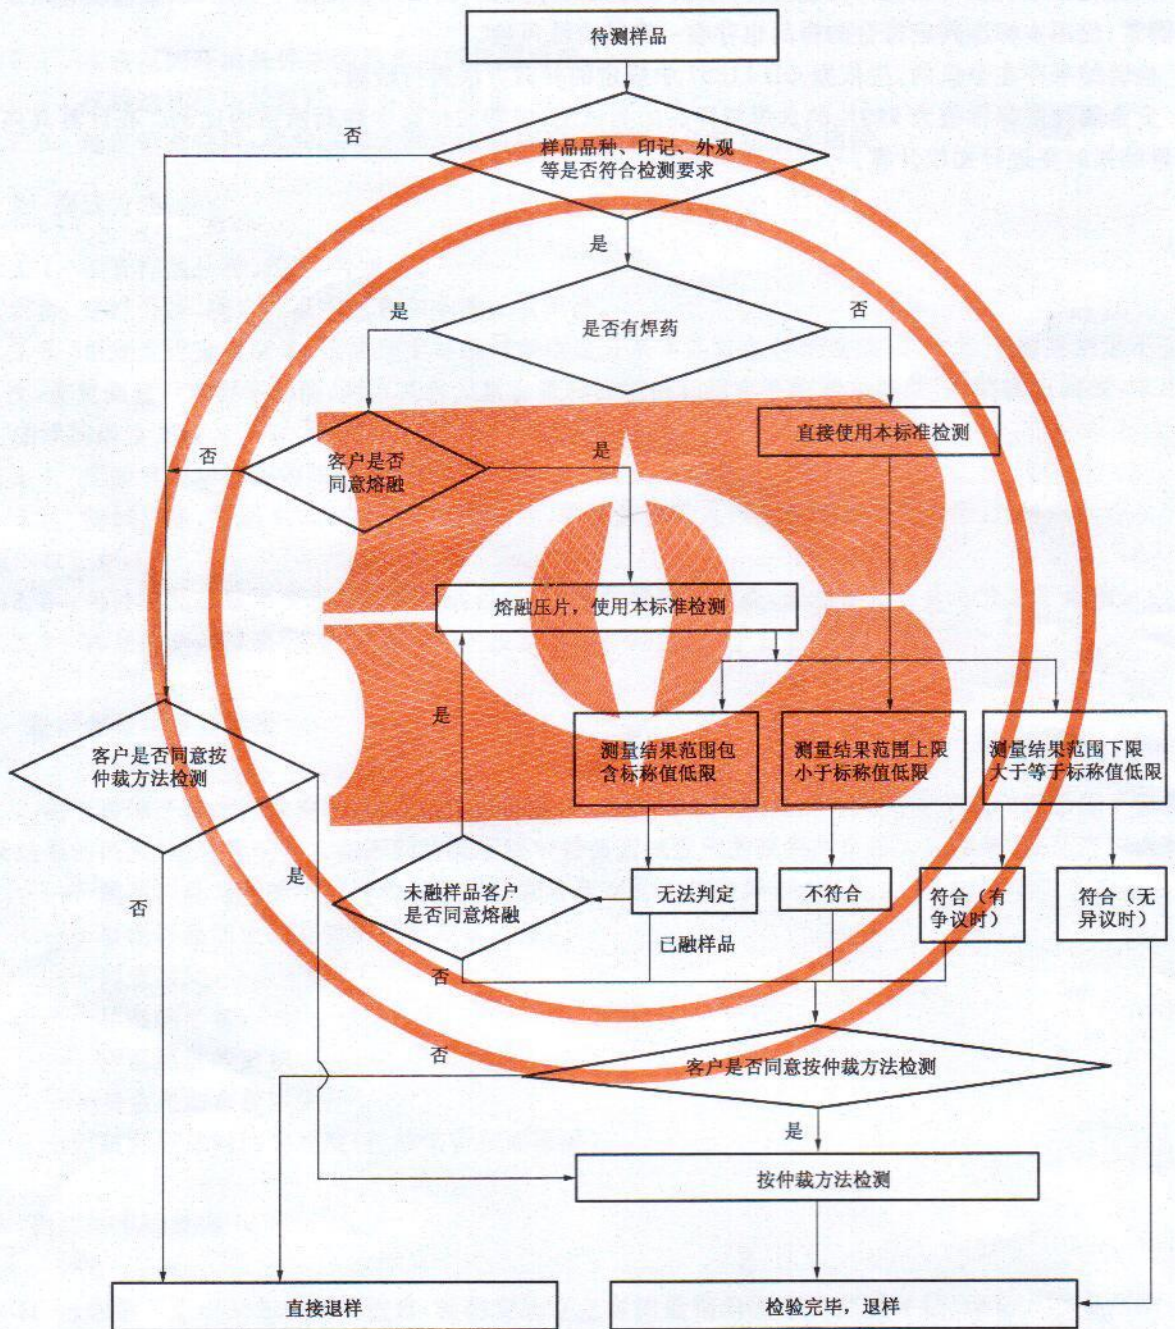 待测样品
否
样品品种、印记、外观
等是否符合检测要求
是
是
否
是否有焊药
直接使用本标准检测
否
客户是否
同意熔融
是
熔融压片，使用本标准检测
是
客户是否同意按
仲裁方法检测
测量结果范围包
含标称值低限
测量结果范围上限
小于标称值低限
测量结果范围下限
大于等于标称值低限
是
否
未融样品客户
是否同意熔融
无法判定
不符合
符合（有
争议时）
符合（无
异议时）
已融样品
否
否
客户是否同意按仲裁方法检测
是
按仲裁方法检测
直接退样
检验完毕，退样